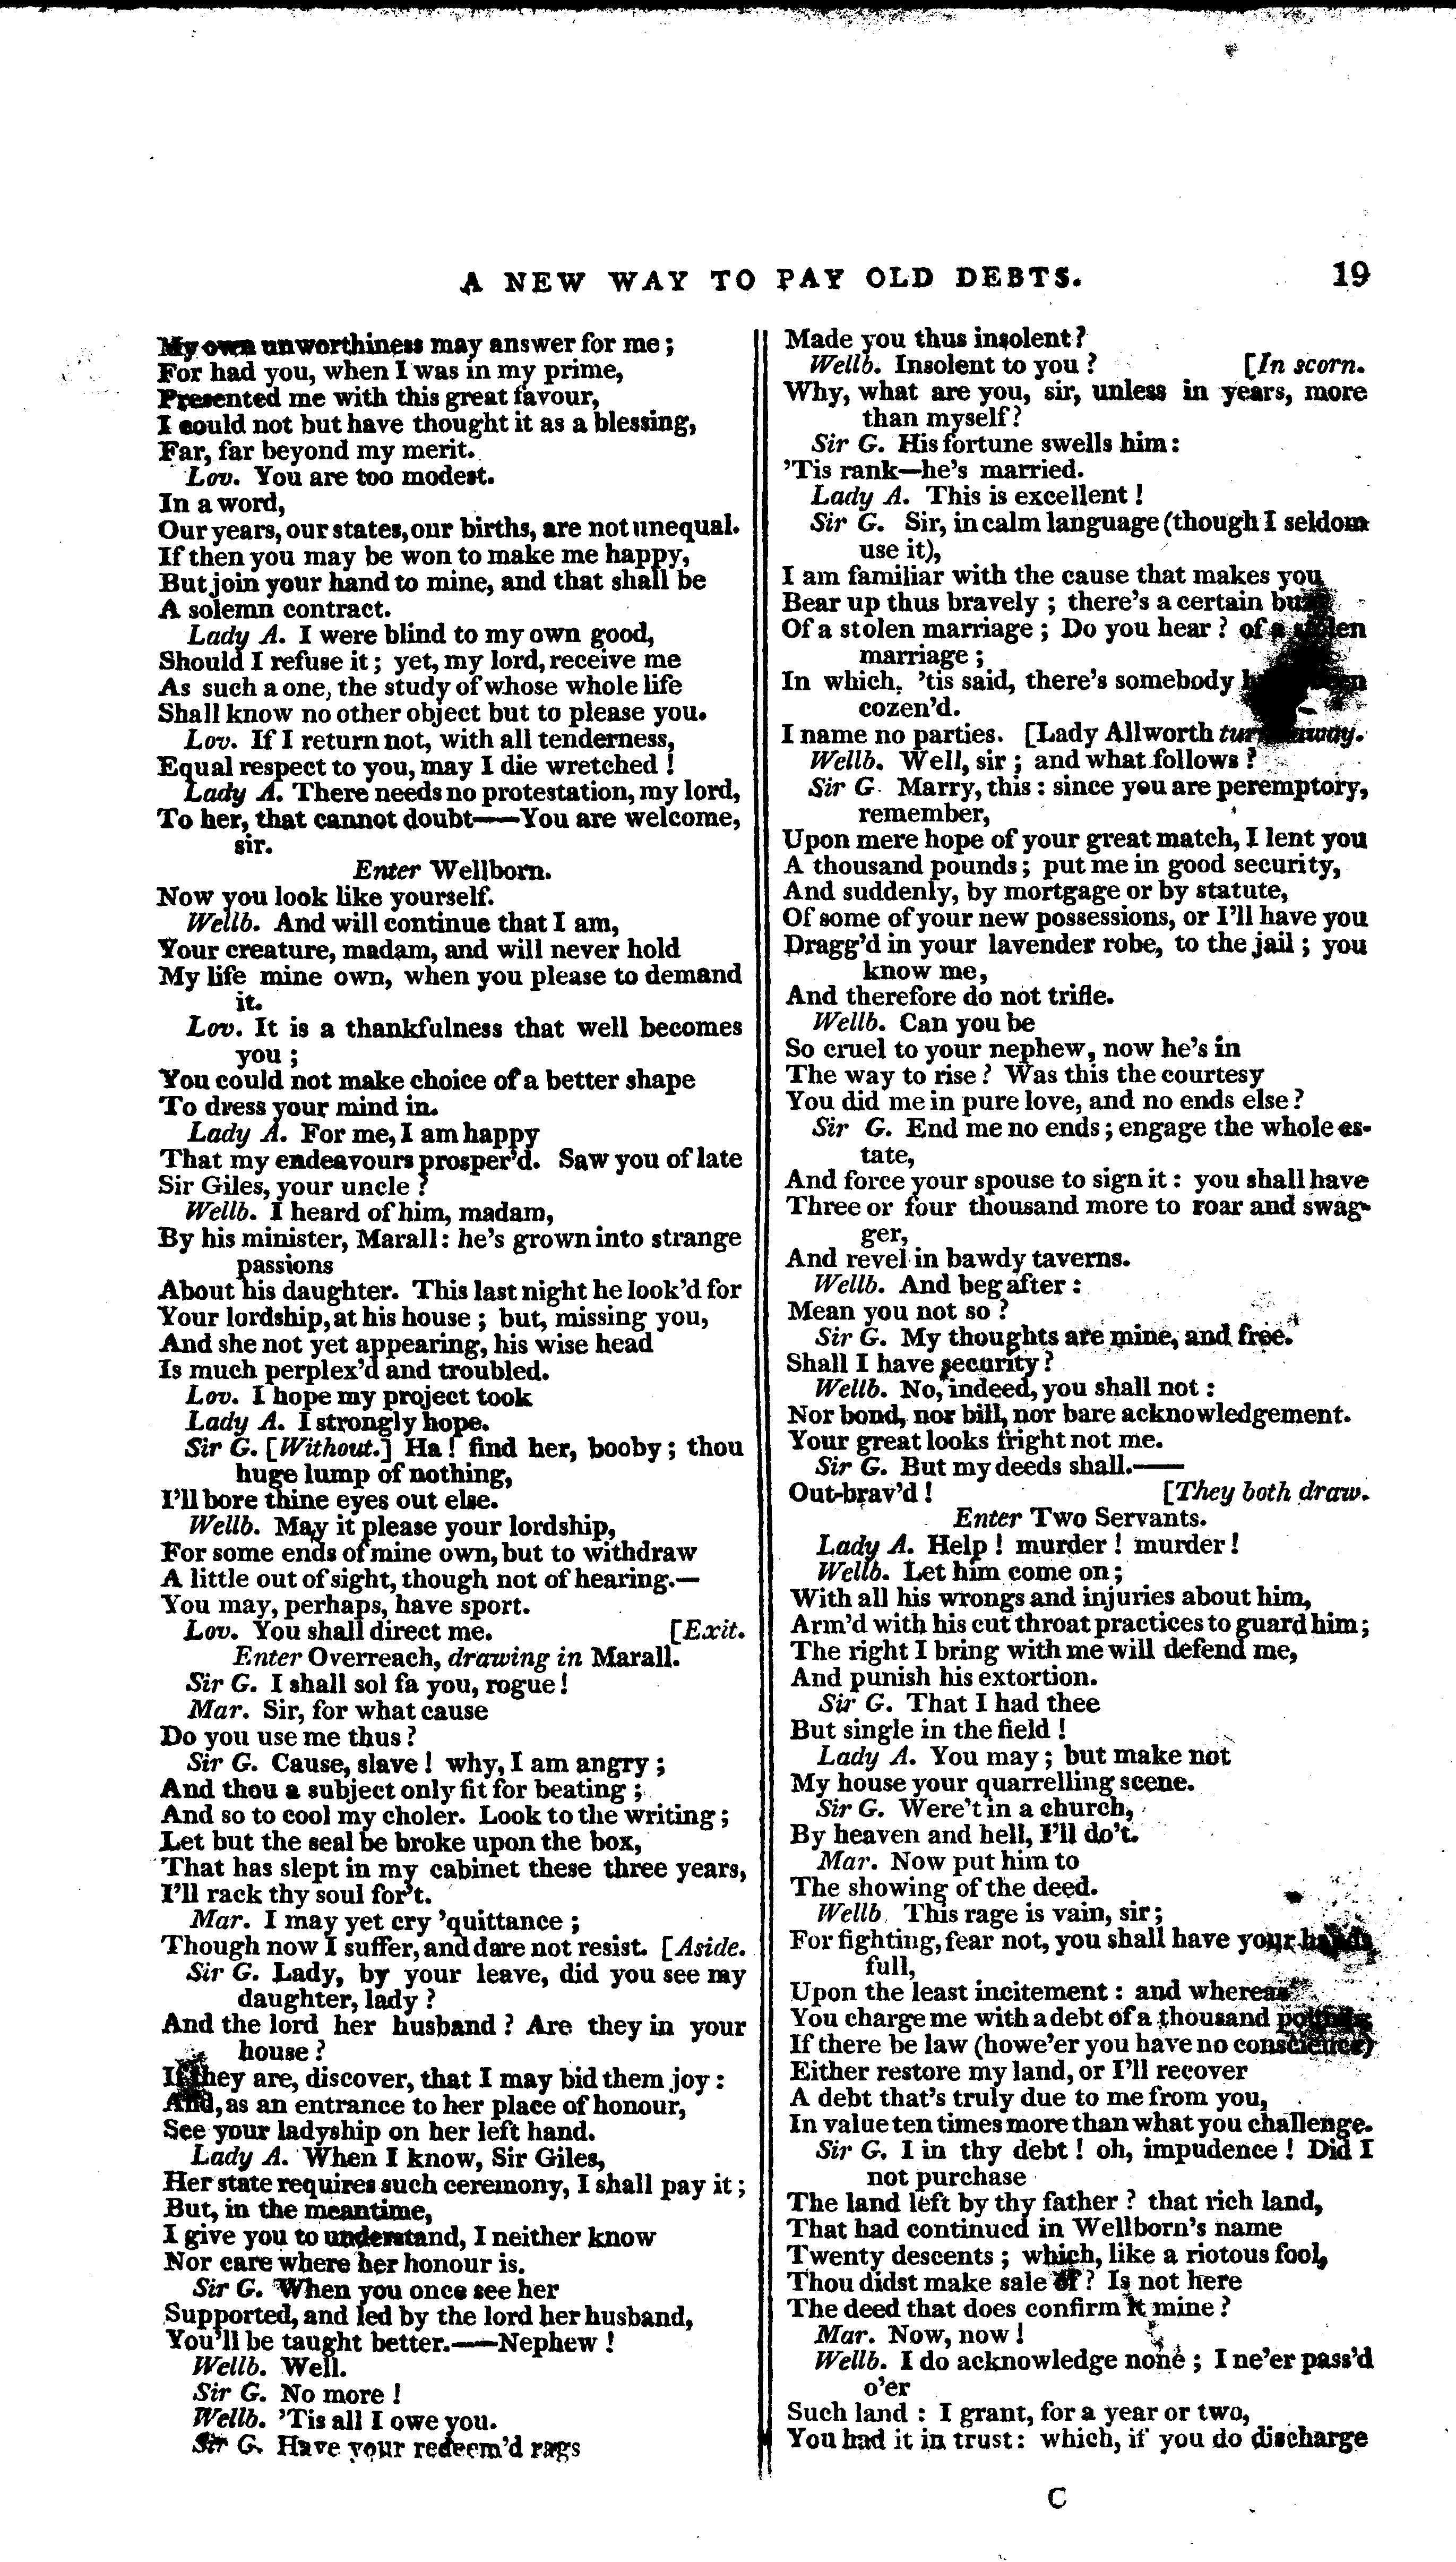 A NEW WAY TO PAY OLD DEBTS. 19
My own unworthiness may answer for me;
For had you, when I was in my prime,
Presented me with this great favour,
I could not but have thought it as a blessing,
Far, far beyond my merit.
Lov. You are too modest.
In a word,
Our years, our states, our births, are not unequal.
If then you may be won to make me happy,
But join your hand to mine, and that shall be
A solemn contract.
Lady A. I were blind to my own good,
Should I refuse it; yet, my lord, receive me
As such a one, the study of whose whole life
Shall know no other object but to please you.
Lov. If I return not, with all tenderness,
Equal respect to you, may I die wretched!
Lady A. There needs no protestation, my lord,
To her, that cannot doubt——You are welcome,
sir.
Enter Wellborn.
Now you look like yourself.
Wellb. And will continue that I am,
Your creature, madam, and will never hold
My life mine own, when you please to demand
it.
Lov. It is a thankfulness that well becomes
you;
You could not make choice of a better shape
To dress your mind in.
Lady A. For me, I am happy
That my endeavours prosper'd. Saw you of late
Sir Giles, your uncle?
Wellb. I heard of him, madam,
By his minister, Marall: he's grown into strange
passions
About his daughter. This last night he look'd for
Your lordship, at his house; but, missing you,
And she not yet appearing, his wise head
Is much perplex'd and troubled.
Lov. I hope my project took
Lady A. I strongly hope.
Sir G. [Without.] Ha! find her, booby; thou
huge lump of nothing,
I'll bore thine eyes out else.
Wellb. May it please your lordship,
For some ends of mine own, but to withdraw
A little out of sight, though not of hearing.—
You may, perhaps, have sport.
Lov. You shall direct me. [Exit.
Enter Overreach, drawing in Marall.
Sir G. I shall sol fa you, rogue!
Mar. Sir, for what cause
Do you use me thus?
Sir G. Cause, slave! why, I am angry;
And thou a subject only fit for beating;
And so to cool my choler. Look to the writing;
Let but the seal be broke upon the box,
That has slept in my cabinet these three years,
I'll rack thy soul for't.
Mar. I may yet cry 'quittance;
Though now I suffer, and dare not resist. [Aside.
Sir G. Lady, by your leave, did you see my
daughter, lady?
And the lord her husband? Are they in your
house?
If they are, discover, that I may bid them joy:
And, as an entrance to her place of honour,
See your ladyship on her left hand.
Lady A. When I know, Sir Giles,
Her state requires such ceremony, I shall pay it;
But, in the meantime,
I give you to understand, I neither know
Nor care where her honour is.
Sir G. When you once see her
Supported, and led by the lord her husband,
You'll be taught better.——Nephew!
Wellb. Well.
Sir G. No more!
Wellb. 'Tis all I owe you.
Sir G. Have your redeem'd rags
Made you thus insolent?
Wellb. Insolent to you? [In scorn.
Why, what are you, sir, unless in years, more
than myself?
Sir G. His fortune swells him:
'Tis rank—he's married.
Lady A. This is excellent!
Sir G. Sir, in calm language (though I seldom
use it),
I am familiar with the cause that makes you
Bear up thus bravely; there's a certain buzz
Of a stolen marriage; Do you hear? of a stolen
marriage;
In which, 'tis said, there's somebody
cozen'd.
I name no parties. [Lady Allworth turns away.
Wellb. Well, sir; and what follows?
Sir G. Marry, this: since you are peremptory,
remember,
Upon mere hope of your great match, I lent you
A thousand pounds; put me in good security,
And suddenly, by mortgage or by statute,
Of some of your new possessions, or I'll have you
Dragg'd in your lavender robe, to the jail; you
know me,
And therefore do not trifle.
Wellb. Can you be
So cruel to your nephew, now he's in
The way to rise? Was this the courtesy
You did me in pure love, and no ends else?
Sir G. End me no ends; engage the whole es-
tate,
And force your spouse to sign it: you shall have
Three or four thousand more to roar and swag-
ger,
And revel in bawdy taverns.
Wellb. And beg after:
Mean you not so?
Sir G. My thoughts are mine, and free.
Shall I have security?
Wellb. No, indeed, you shall not:
Nor bond, nor bill, nor bare acknowledgement.
Your great looks fright not me.
Sir G. But my deeds shall.——
Out-brav'd! [They both draw.
Enter Two Servants.
Lady A. Help! murder! murder!
Wellb. Let him come on;
With all his wrongs and injuries about him,
Arm'd with his cut throat practices to guard him;
The right I bring with me will defend me,
And punish his extortion.
Sir G. That I had thee
But single in the field!
Lady A. You may; but make not
My house your quarrelling scene.
Sir G. Were't in a church,
By heaven and hell, I'll do't.
Mar. Now put him to
The showing of the deed.
Wellb. This rage is vain, sir;
For fighting, fear not, you shall have your hands
full,
Upon the least incitement: and whereas
You charge me with a debt of a thousand pounds,
If there be law (howe'er you have no conscience)
Either restore my land, or I'll recover
A debt that's truly due to me from you,
In value ten times more than what you challenge.
Sir G. I in thy debt! oh, impudence! Did I
not purchase
The land left by thy father? that rich land,
That had continued in Wellborn's name
Twenty descents; which, like a riotous fool,
Thou didst make sale of? Is not here
The deed that does confirm it mine?
Mar. Now, now!
Wellb. I do acknowledge none; I ne'er pass'd
o'er
Such land: I grant, for a year or two,
You had it in trust: which, if you do discharge
C